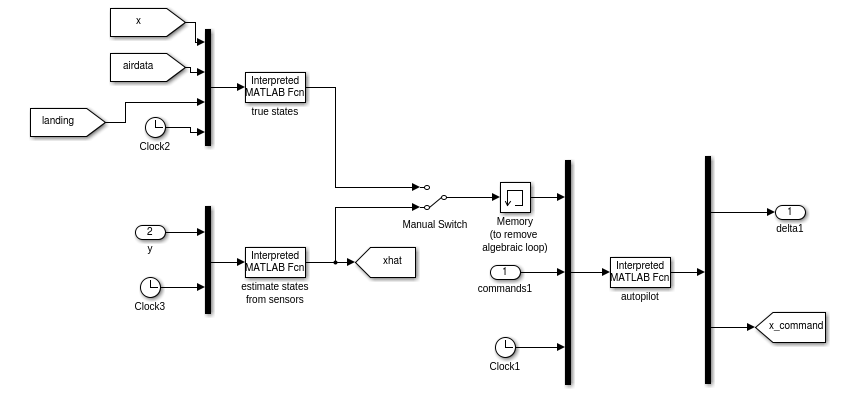 x
airdata
landing
Clock2
Interpreted
MATLAB Fcn
true states
Manual Switch
2
y
Clock3
Interpreted
MATLAB Fcn
estimate states
from sensors
xhat
Memory
(to remove
algebraic loop)
1
commands1
Clock1
Interpreted
MATLAB Fcn
autopilot
1
delta1
x_command